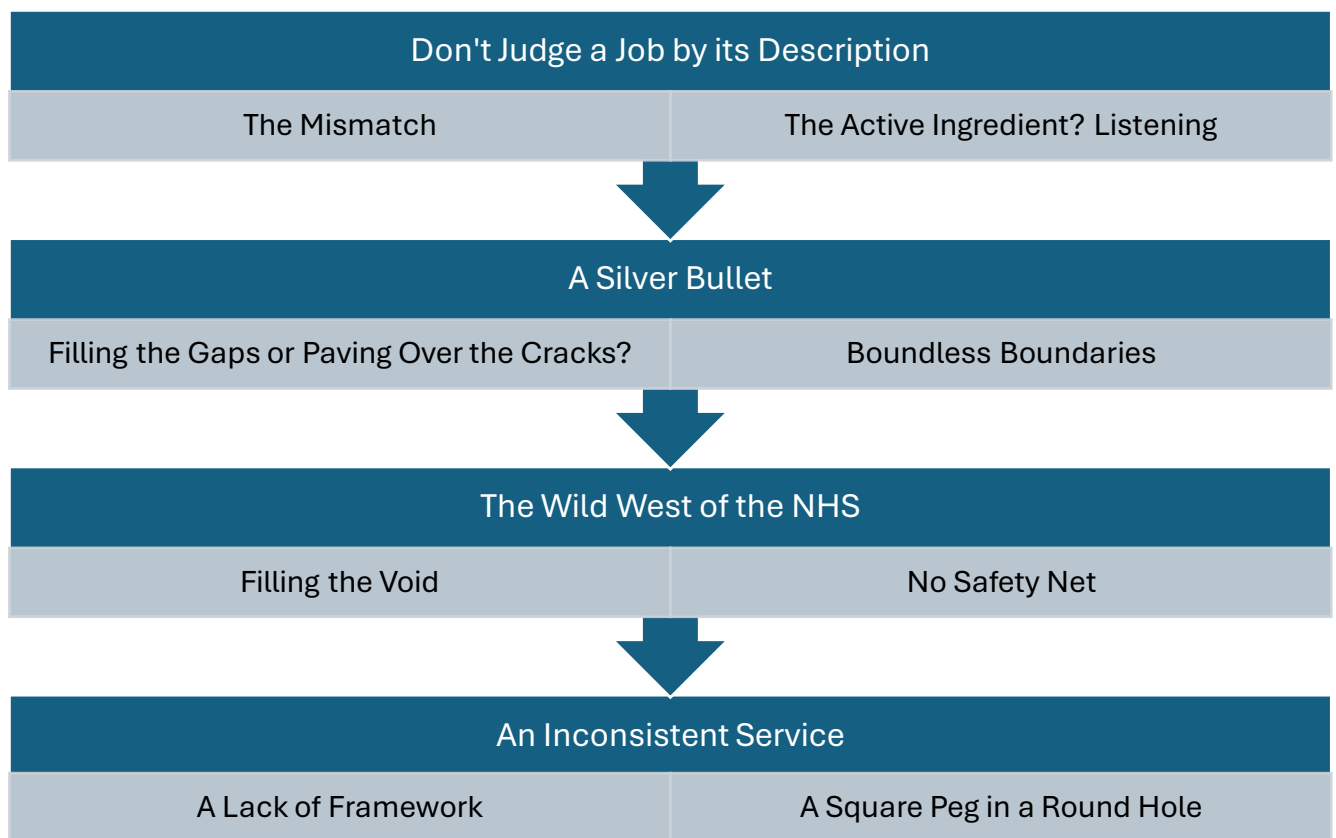 Don't Judge a Job by its Description
The Mismatch
The Active Ingredient? Listening
A Silver Bullet
Filling the Gaps or Paving Over the Cracks?
Boundless Boundaries
The Wild West of the NHS
Filling the Void
No Safety Net
An Inconsistent Service
A Lack of Framework
A Square Peg in a Round Hole